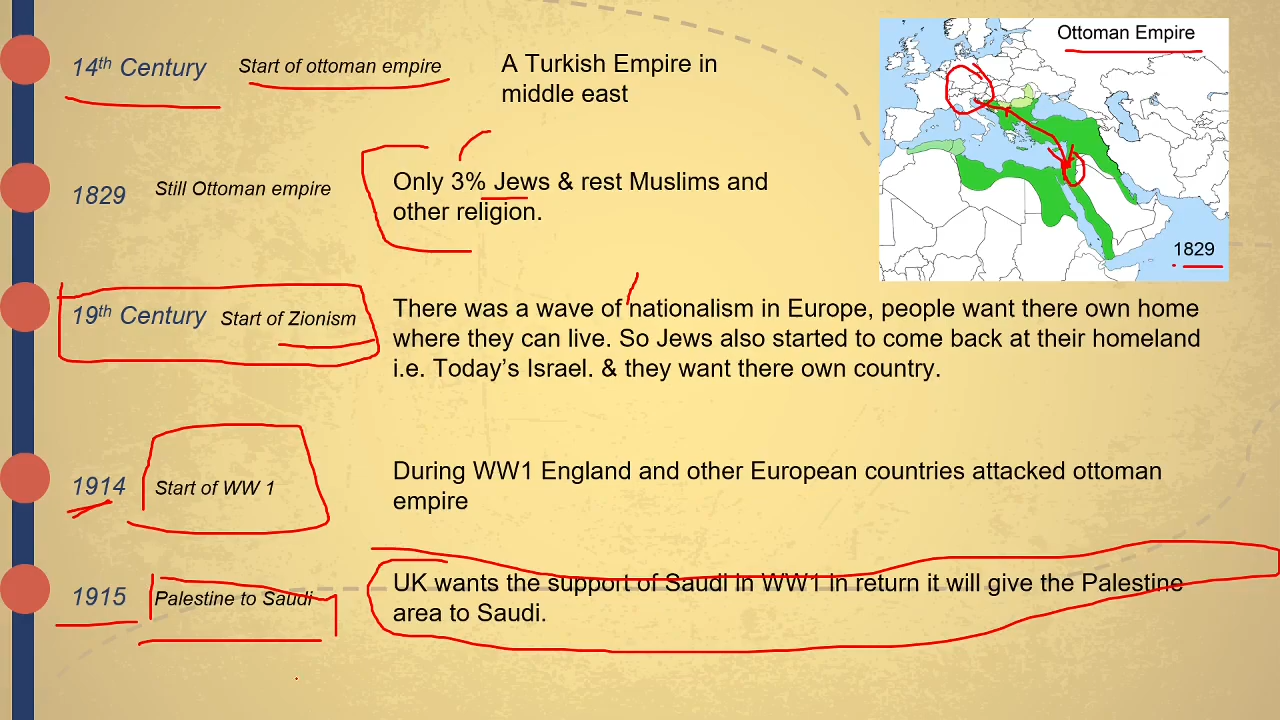 14th Century Start of ottoman empire
A Turkish Empire in
middle east
Ottoman Empire
1829
1829 Still Ottoman empire
Only 3% Jews & rest Muslims and
other religion.
19th Century Start of Zionism
There was a wave of nationalism in Europe, people want there own home
where they can live. So Jews also started to come back at their homeland
i.e. Today's Israel. & they want there own country.
1914 Start of WW 1
During WW1 England and other European countries attacked ottoman
empire
1915 Palestine to Saudi
UK wants the support of Saudi in WW1 in return it will give the Palestine
area to Saudi.